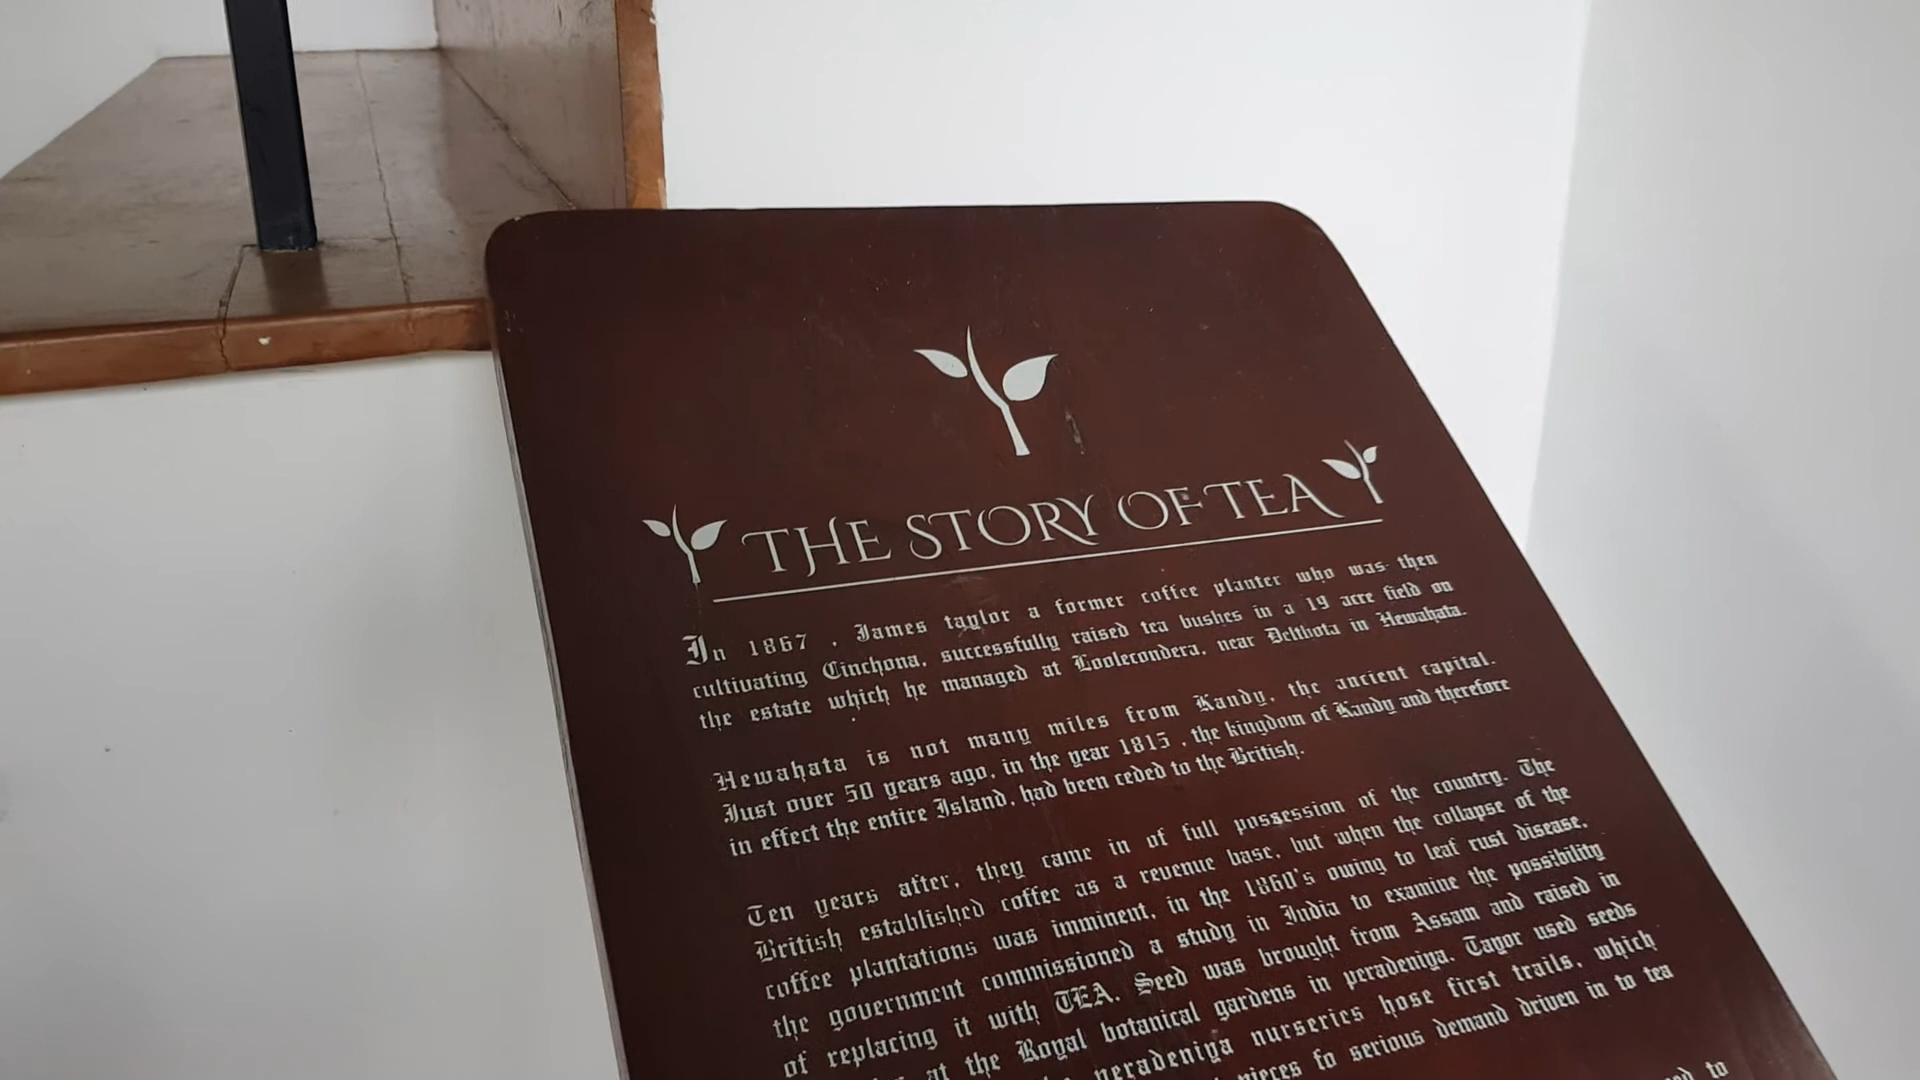 THE STORY OF TEA
In 1867 , James taylor a former coffee planter who was then
cultivating Cinchona, successfully raised tea bushes in a 19 acre field on
the estate which he managed at Loolecondera, near Delthota in Hewahata.
Hewahata is not many miles from Kandy, the ancient capital.
Just over 50 years ago, in the year 1815 , the kingdom of Kandy and therefore
in effect the entire Island, had been ceded to the British.
Ten years after, they came in of full possession of the country. The
British established coffee as a revenue base, but when the collapse of the
coffee plantations was imminent, in the 1860's owing to leaf rust disease,
the government commissioned a study in India to examine the possibility
of replacing it with TEA. Seed was brought from Assam and raised in
at the Royal botanical gardens in peradeniya. Tayor used seeds
peradeniya nurseries hose first trails, which
pieces fo serious demand driven in to tea
to